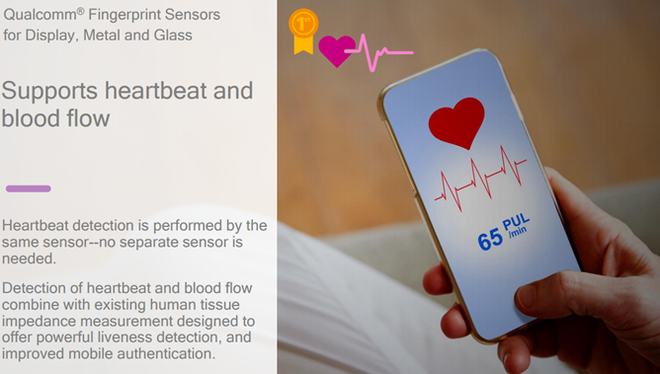 Qualcomm® Fingerprint Sensors
for Display, Metal and Glass
1st
Supports heartbeat and
blood flow
Heartbeat detection is performed by the
same sensor--no separate sensor is
needed.
Detection of heartbeat and blood flow
combine with existing human tissue
impedance measurement designed to
offer powerful liveness detection, and
improved mobile authentication.
65 PUL
/min